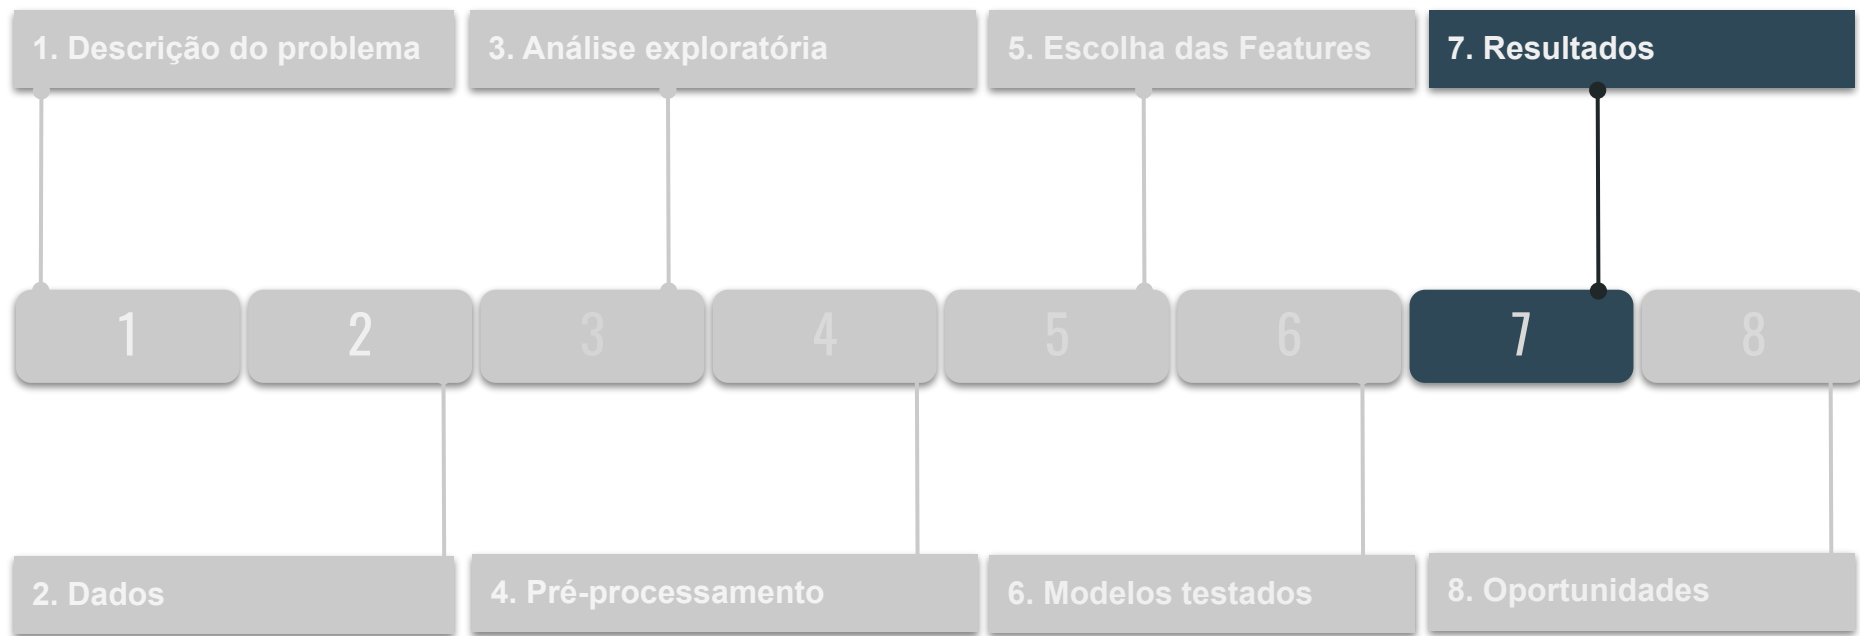 1. Descrição do problema
3. Análise exploratória
5. Escolha das Features
7. Resultados
1
2
3
4
5
6
7
8
2. Dados
4. Pré-processamento
6. Modelos testados
8. Oportunidades